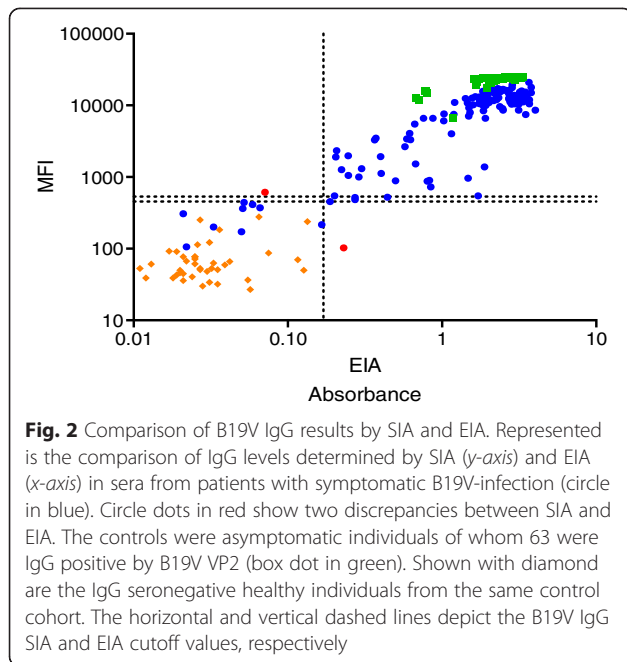 100000
10000
1000
100
10
MFI
0.01
0.10
1
10
EIA
Absorbance
Fig. 2 Comparison of B19V IgG results by SIA and EIA. Represented
is the comparison of IgG levels determined by SIA (y-axis) and EIA
(x-axis) in sera from patients with symptomatic B19V-infection (circle
in blue). Circle dots in red show two discrepancies between SIA and
EIA. The controls were asymptomatic individuals of whom 63 were
IgG positive by B19V VP2 (box dot in green). Shown with diamond
are the IgG seronegative healthy individuals from the same control
cohort. The horizontal and vertical dashed lines depict the B19V IgG
SIA and EIA cutoff values, respectively